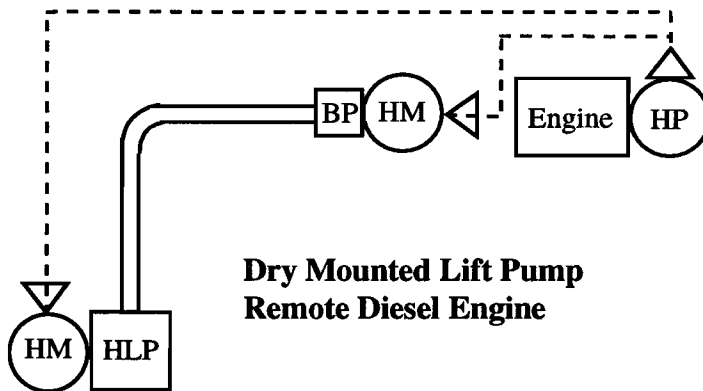 BP
HM
Engine
HP
Dry Mounted Lift Pump
Remote Diesel Engine
HM
HLP